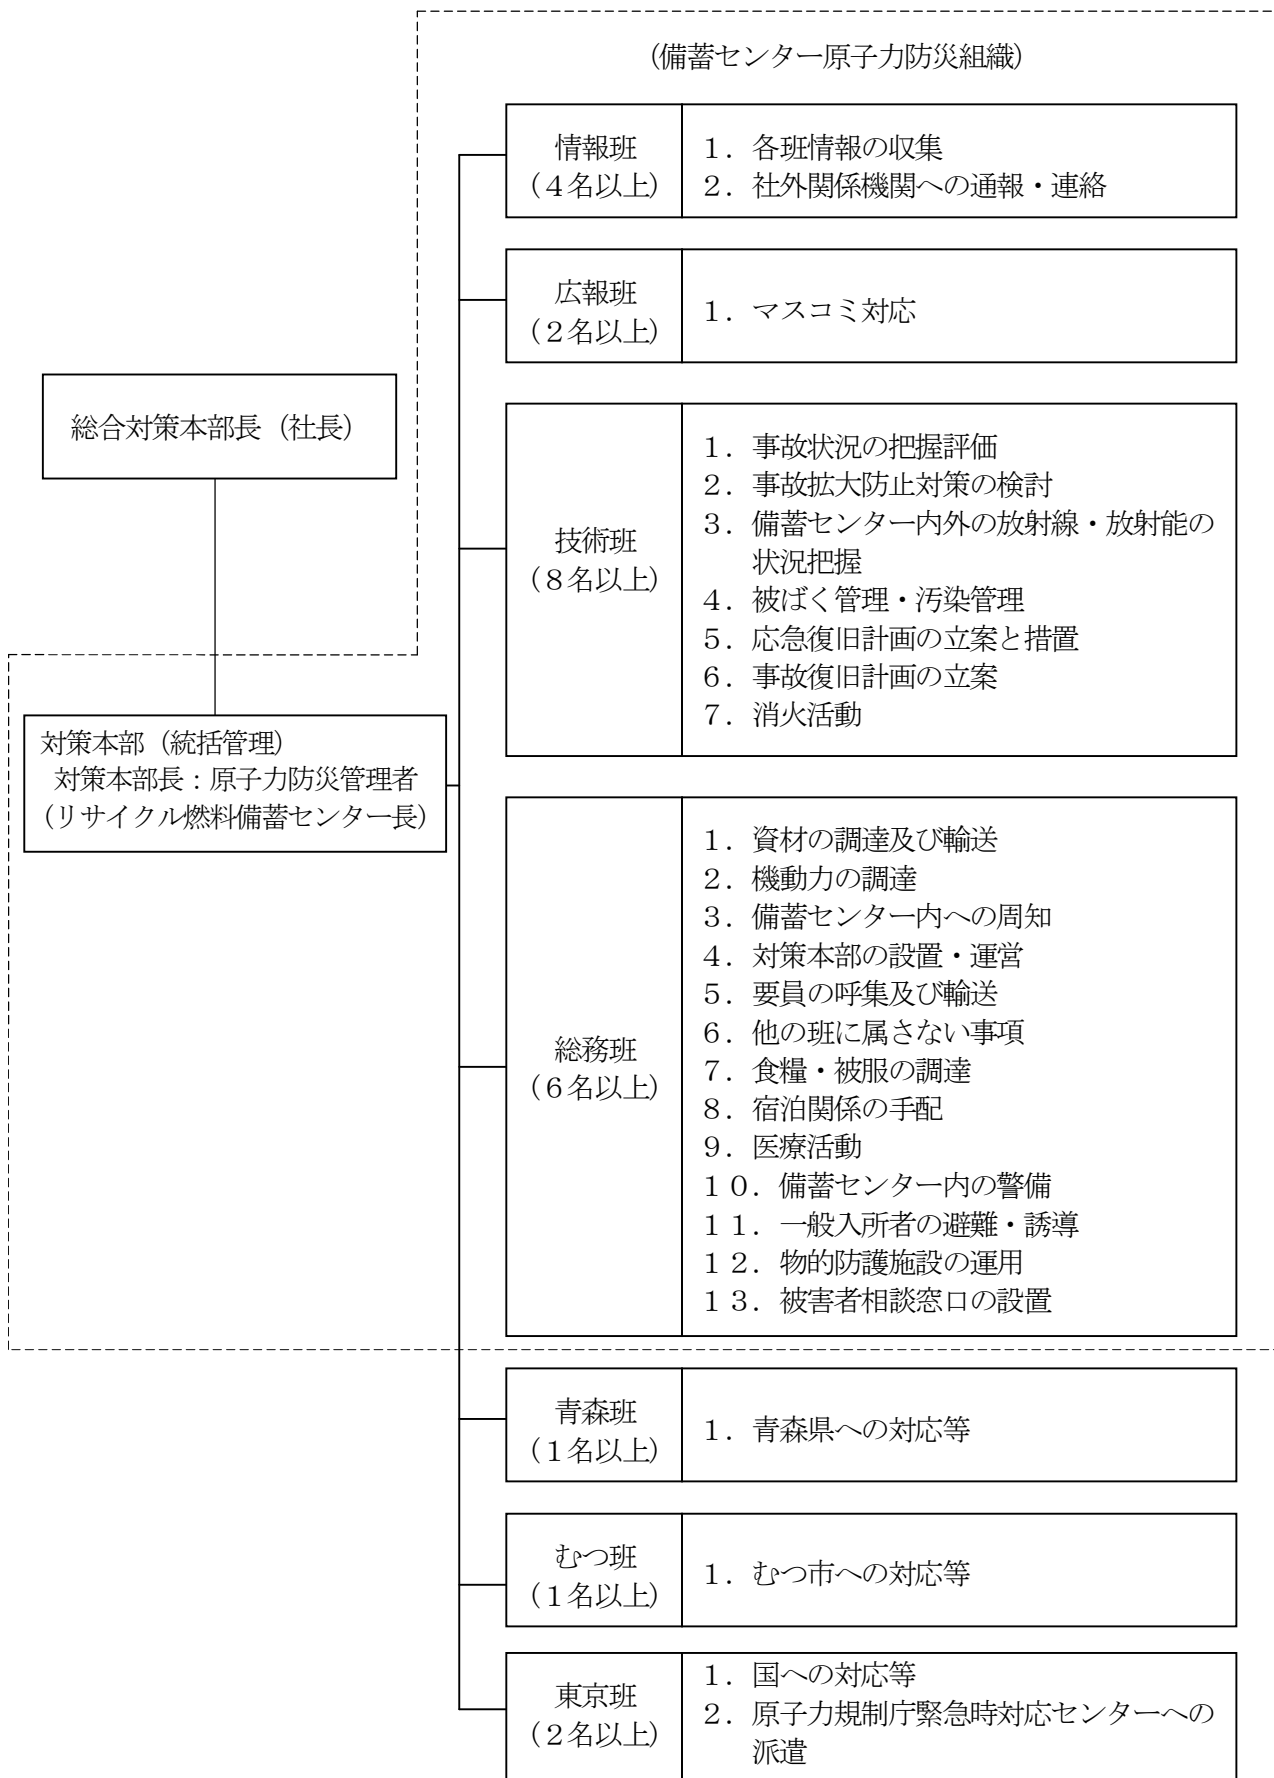 (備蓄センター原子力防災組織)
情報班
(４名以上)
１．各班情報の収集
２．社外関係機関への通報・連絡
広報班
(２名以上)
１．マスコミ対応
総合対策本部長（社長）
技術班
(８名以上)
１．事故状況の把握評価
２．事故拡大防止対策の検討
３．備蓄センター内外の放射線・放射能の
状況把握
４．被ばく管理・汚染管理
５．応急復旧計画の立案と措置
６．事故復旧計画の立案
７．消火活動
対策本部（統括管理）
対策本部長：原子力防災管理者
(リサイクル燃料備蓄センター長)
総務班
(６名以上)
１．資材の調達及び輸送
２．機動力の調達
３．備蓄センター内への周知
４．対策本部の設置・運営
５．要員の呼集及び輸送
６．他の班に属さない事項
７．食糧・被服の調達
８．宿泊関係の手配
９．医療活動
１０．備蓄センター内の警備
１１．一般入所者の避難・誘導
１２．物的防護施設の運用
１３．被害者相談窓口の設置
青森班
(１名以上)
１．青森県への対応等
むつ班
(１名以上)
１．むつ市への対応等
東京班
(２名以上)
１．国への対応等
２．原子力規制庁緊急時対応センターへの
派遣